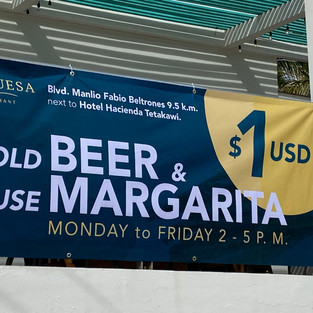 UESA
RANT
Blvd. Manlio Fabio Beltrones 9.5 k.m.
next to Hotel Hacienda Tetakawi.
$1 USD
OLD BEER &
USE MARGARITA
MONDAY to FRIDAY 2 - 5 P. M.